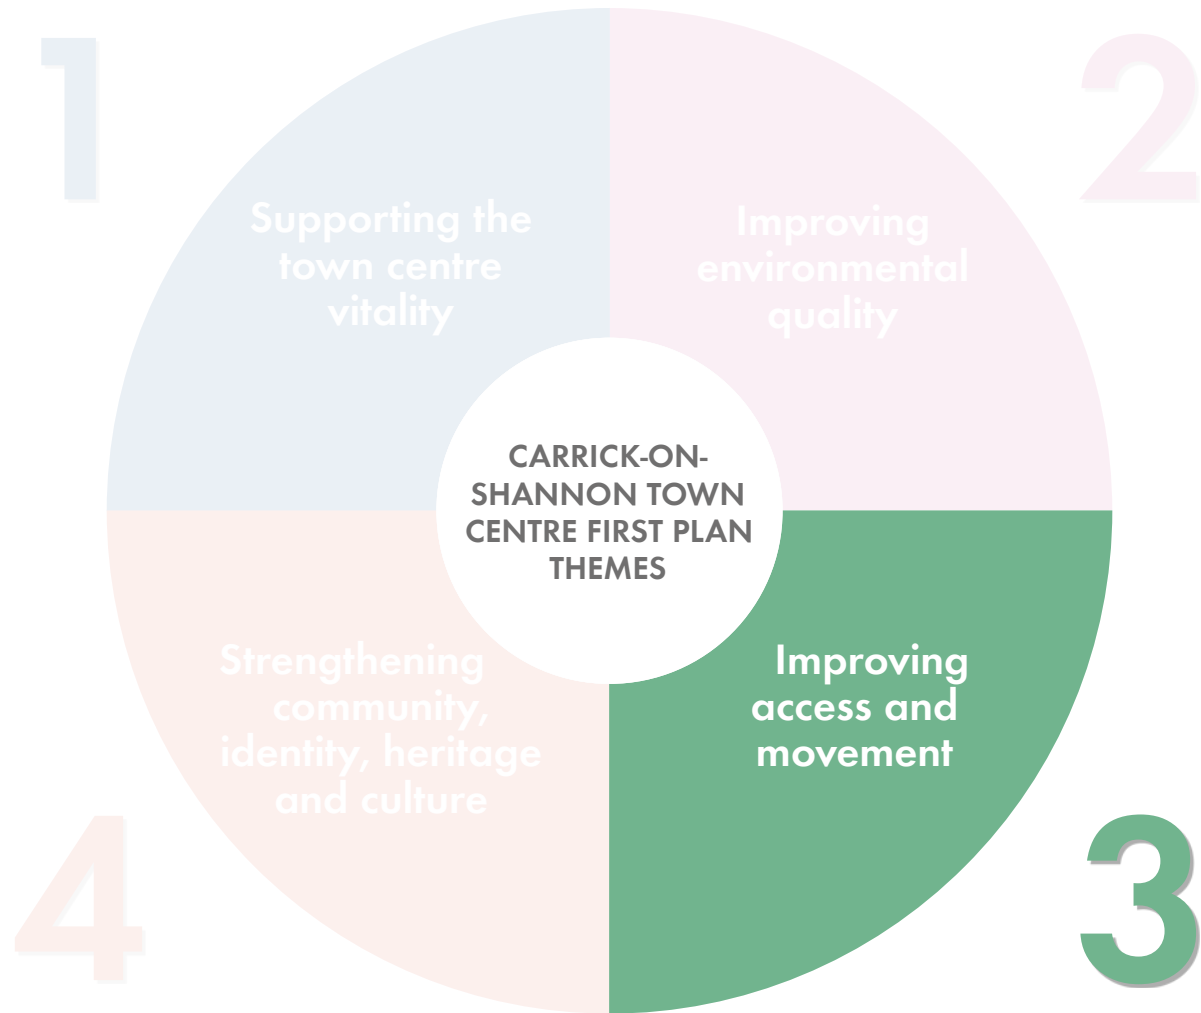 1
Supporting the
town centre
vitality
2
Improving
environmental
quality
CARRICK-ON-
SHANNON TOWN
CENTRE FIRST PLAN
THEMES
3
Improving
access and
movement
4
Strengthening
community,
identity, heritage
and culture